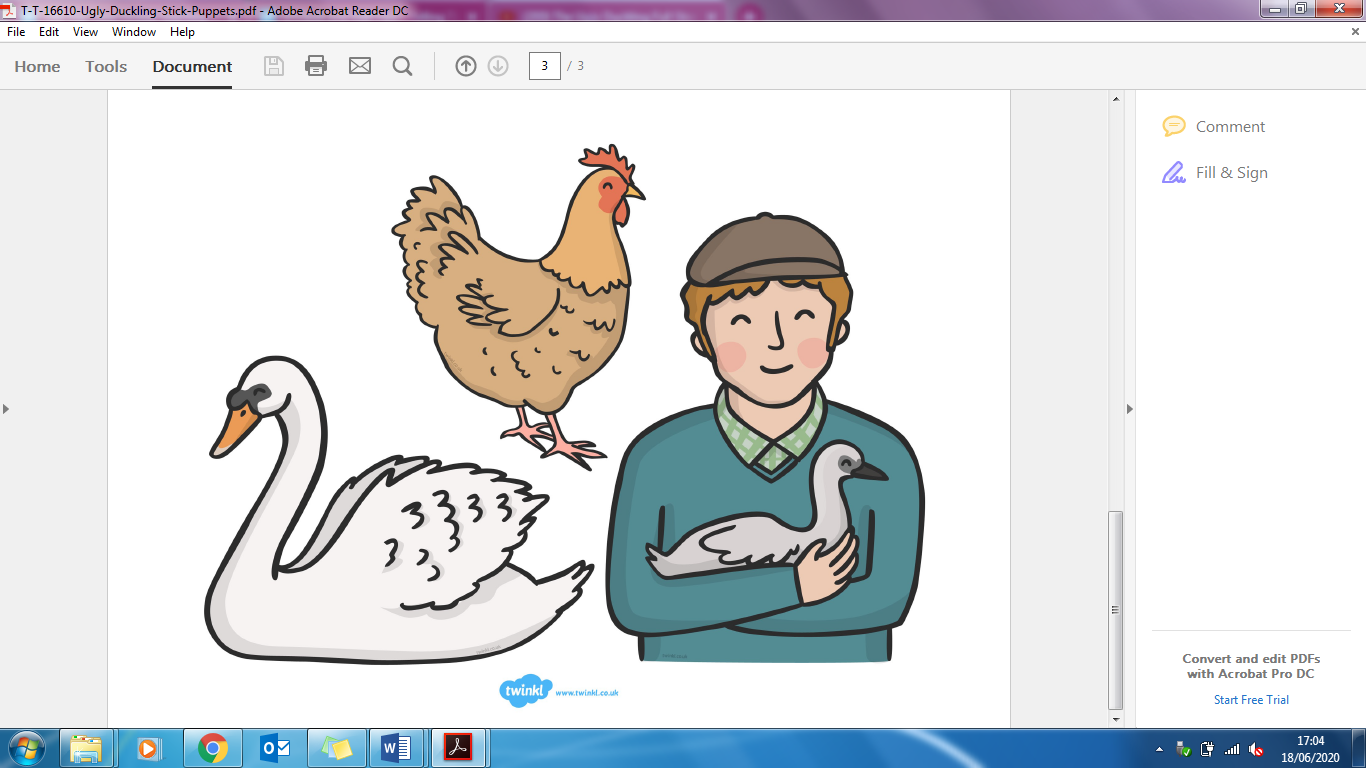 T-T-16610-Ugly-Duckling-Stick-Puppets.pdf - Adobe Acrobat Reader DC
File Edit View Window Help
Home Tools Document 3 / 3
Comment
Fill & Sign
twinkl www.twinkl.co.uk
Convert and edit PDFs
with Acrobat Pro DC
Start Free Trial
17:04
18/06/2020